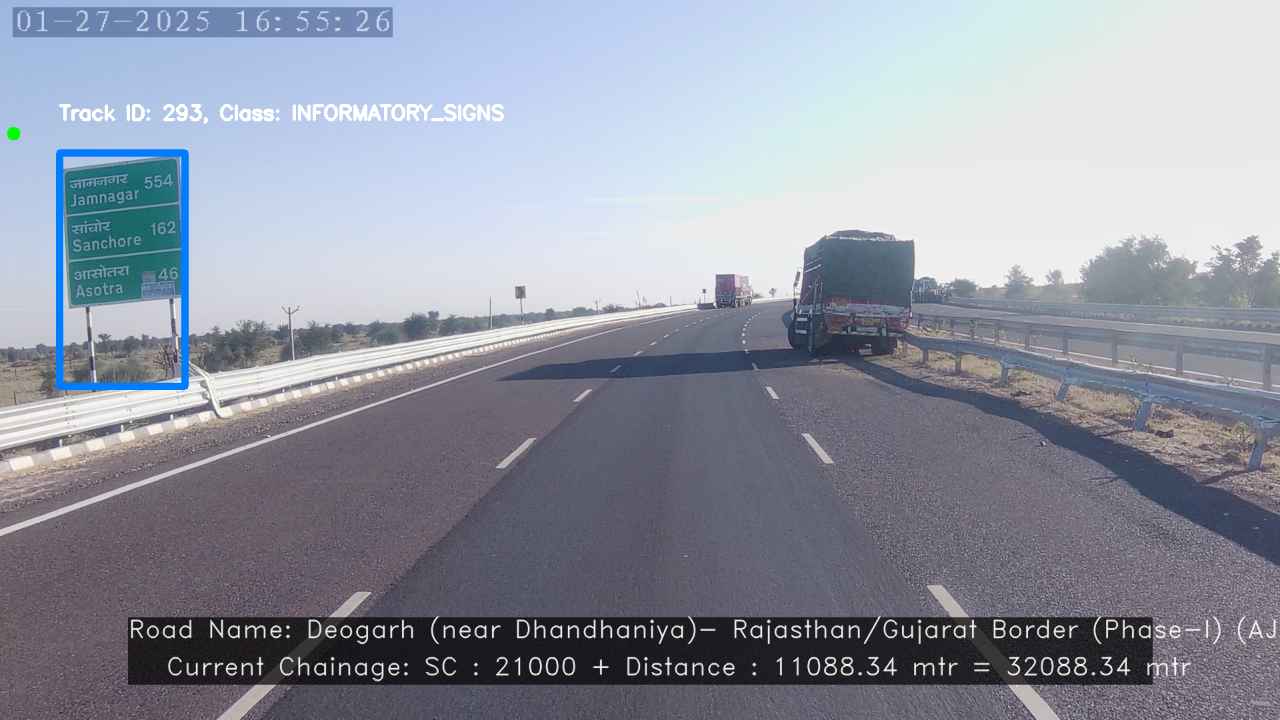 01-27-2025 16:55:26
Track ID: 293, Class: INFORMATORY_SIGNS
जामनगर 554
Jamnagar
सांचोर 162
Sanchore
आसोतरा 46
Asotra
Road Name: Deogarh (near Dhandhaniya)- Rajasthan/Gujarat Border (Phase-I) (AJ
Current Chainage: SC : 21000 + Distance : 11088.34 mtr = 32088.34 mtr